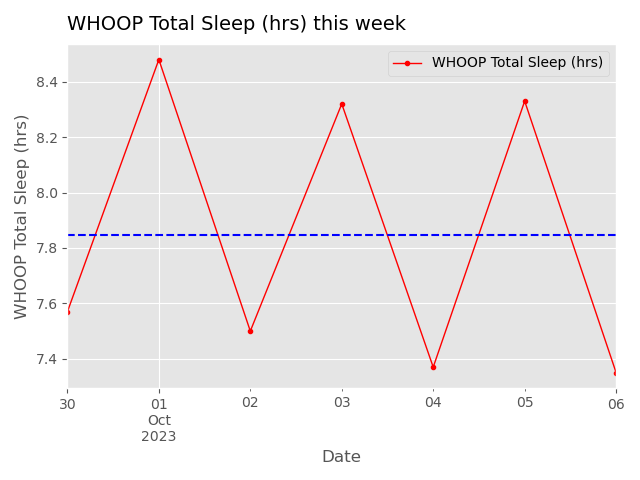 WHOOP Total Sleep (hrs) this week
WHOOP Total Sleep (hrs)
WHOOP Total Sleep (hrs)
8.4
8.2
8.0
7.8
7.6
7.4
30 01 02 03 04 05 06
Oct
2023
Date